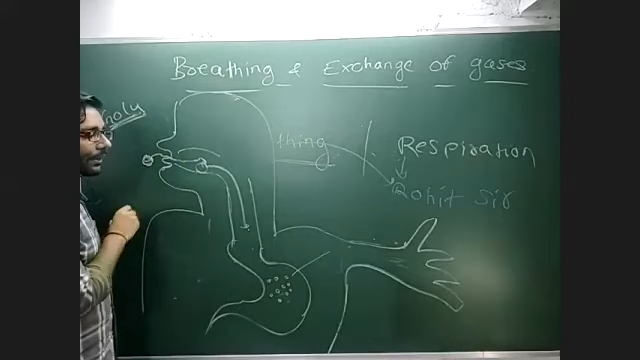 Breathing & Exchange of gases
thing
Respiration
Rohit Sir